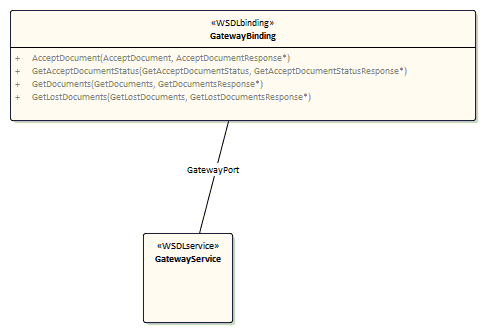 «WSDLbinding»
GatewayBinding
+ AcceptDocument(AcceptDocument, AcceptDocumentResponse*)
+ GetAcceptDocumentStatus(GetAcceptDocumentStatus, GetAcceptDocumentStatusResponse*)
+ GetDocuments(GetDocuments, GetDocumentsResponse*)
+ GetLostDocuments(GetLostDocuments, GetLostDocumentsResponse*)
GatewayPort
«WSDLservice»
GatewayService